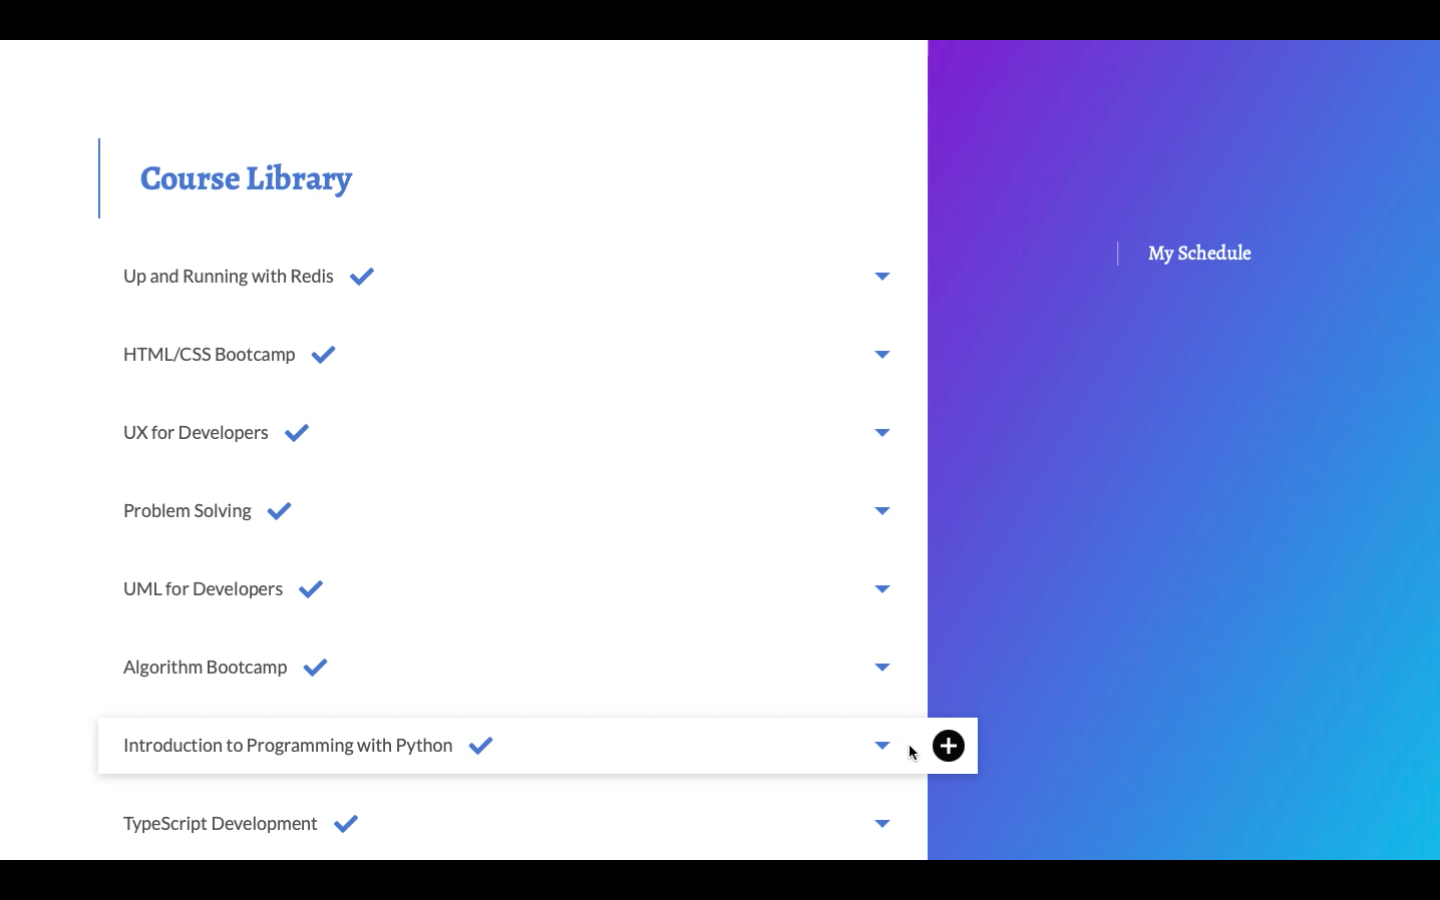 Course Library
Up and Running with Redis
HTML/CSS Bootcamp
UX for Developers
Problem Solving
UML for Developers
Algorithm Bootcamp
Introduction to Programming with Python
TypeScript Development
My Schedule